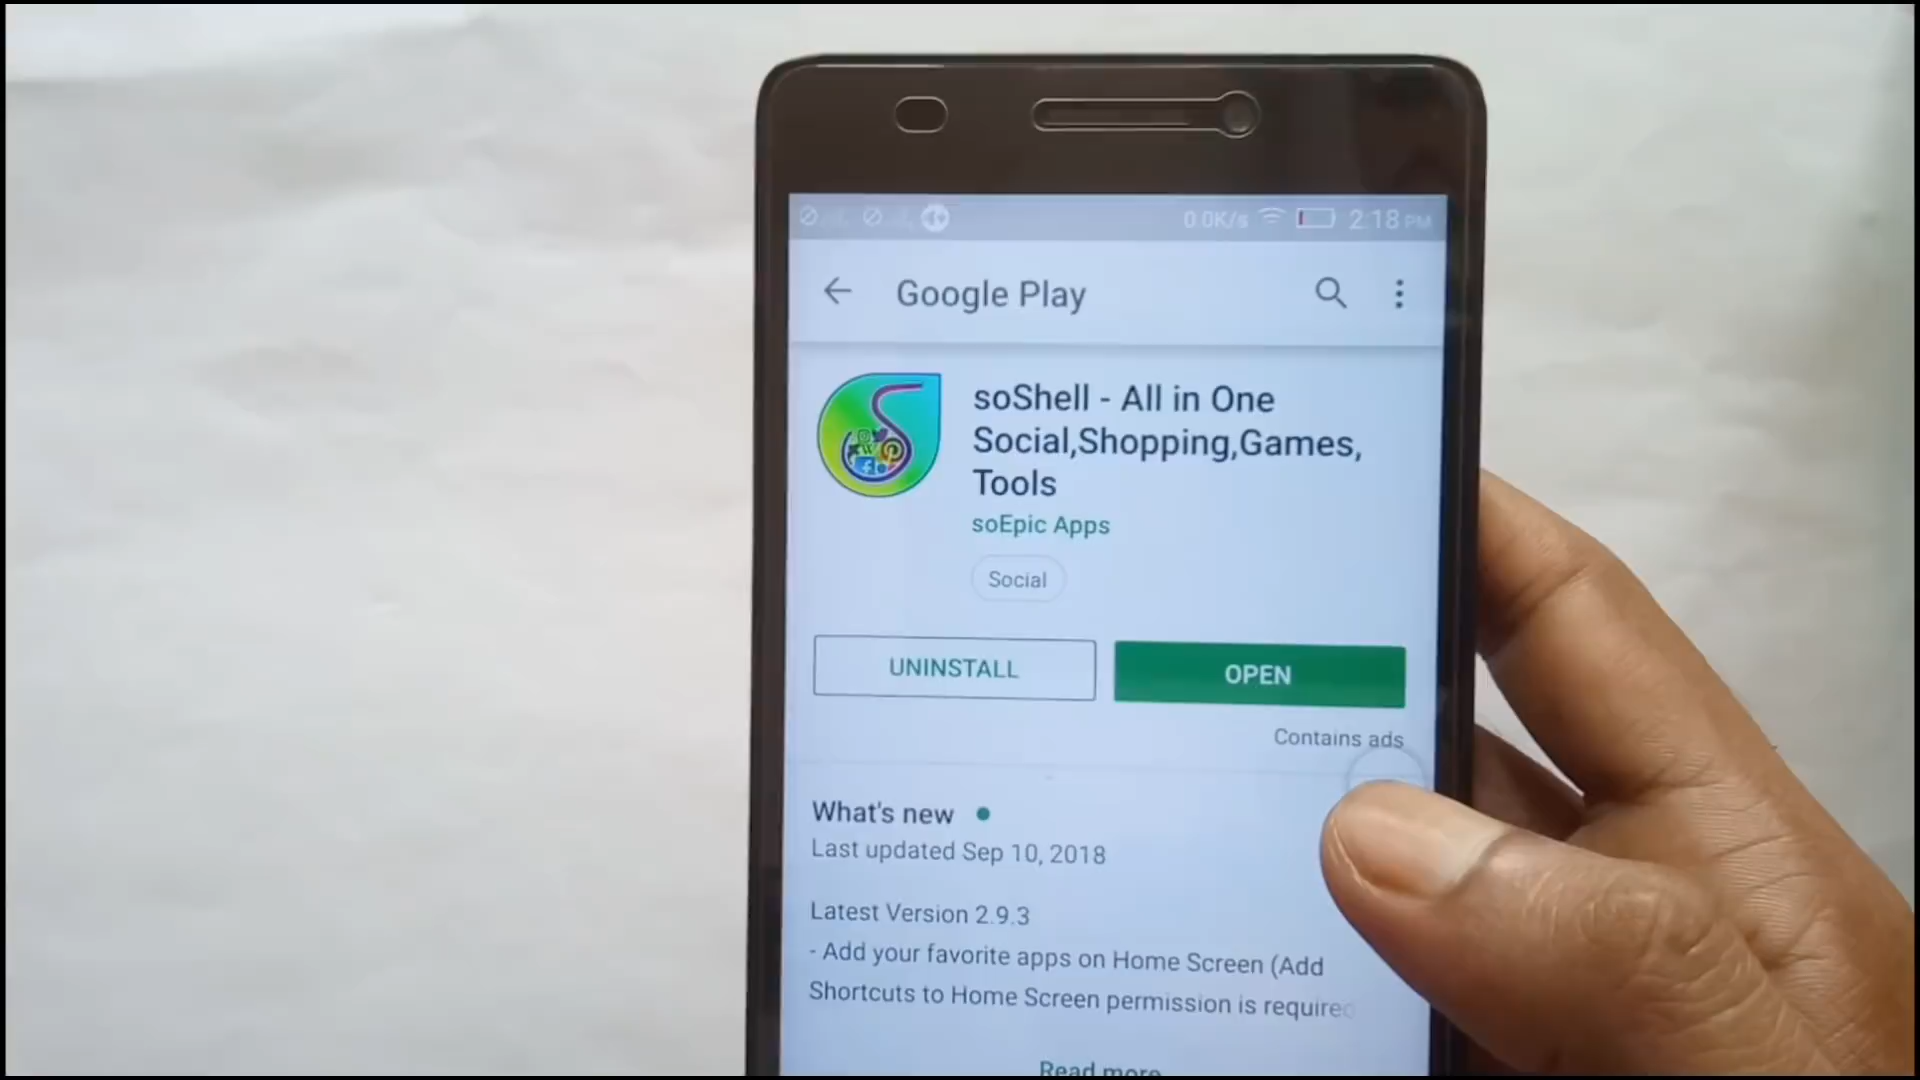 0.0K/s 2:18 PM
Google Play
soShell - All in One
Social,Shopping,Games,
Tools
soEpic Apps
Social
UNINSTALL
OPEN
Contains ads
What's new
Last updated Sep 10, 2018
Latest Version 2.9.3
- Add your favorite apps on Home Screen (Add
Shortcuts to Home Screen permission is required
Read more